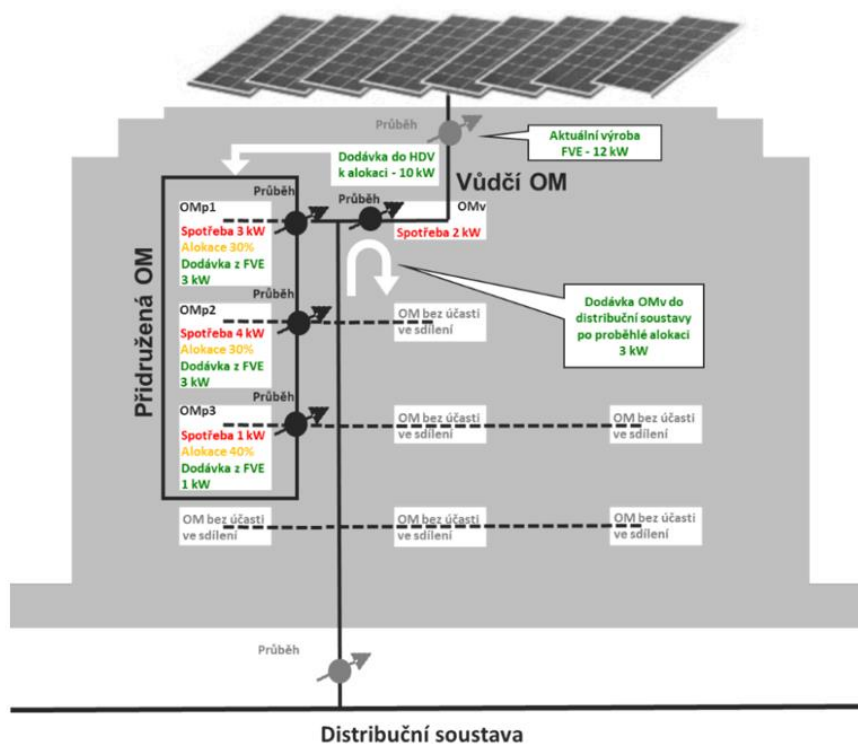 Průběh
Aktuální výroba
FVE - 12 kW
Dodávka do HDV
k alokaci - 10 kW
Vůdčí OM
Přidružená OM
Průběh
OMp1
Spotřeba 3 kW
Alokace 30%
Dodávka z FVE
3 kW
Průběh
OMv
Spotřeba 2 kW
Dodávka OMv do
distribuční soustavy
po proběhlé alokaci
3 kW
Průběh
OMp2
Spotřeba 4 kW
Alokace 30%
Dodávka z FVE
3 kW
OM bez účasti
ve sdílení
Průběh
OMp3
Spotřeba 1 kW
Alokace 40%
Dodávka z FVE
1 kW
OM bez účasti
ve sdílení
OM bez účasti
ve sdílení
OM bez účasti
ve sdílení
OM bez účasti
ve sdílení
OM bez účasti
ve sdílení
Průběh
Distribuční soustava